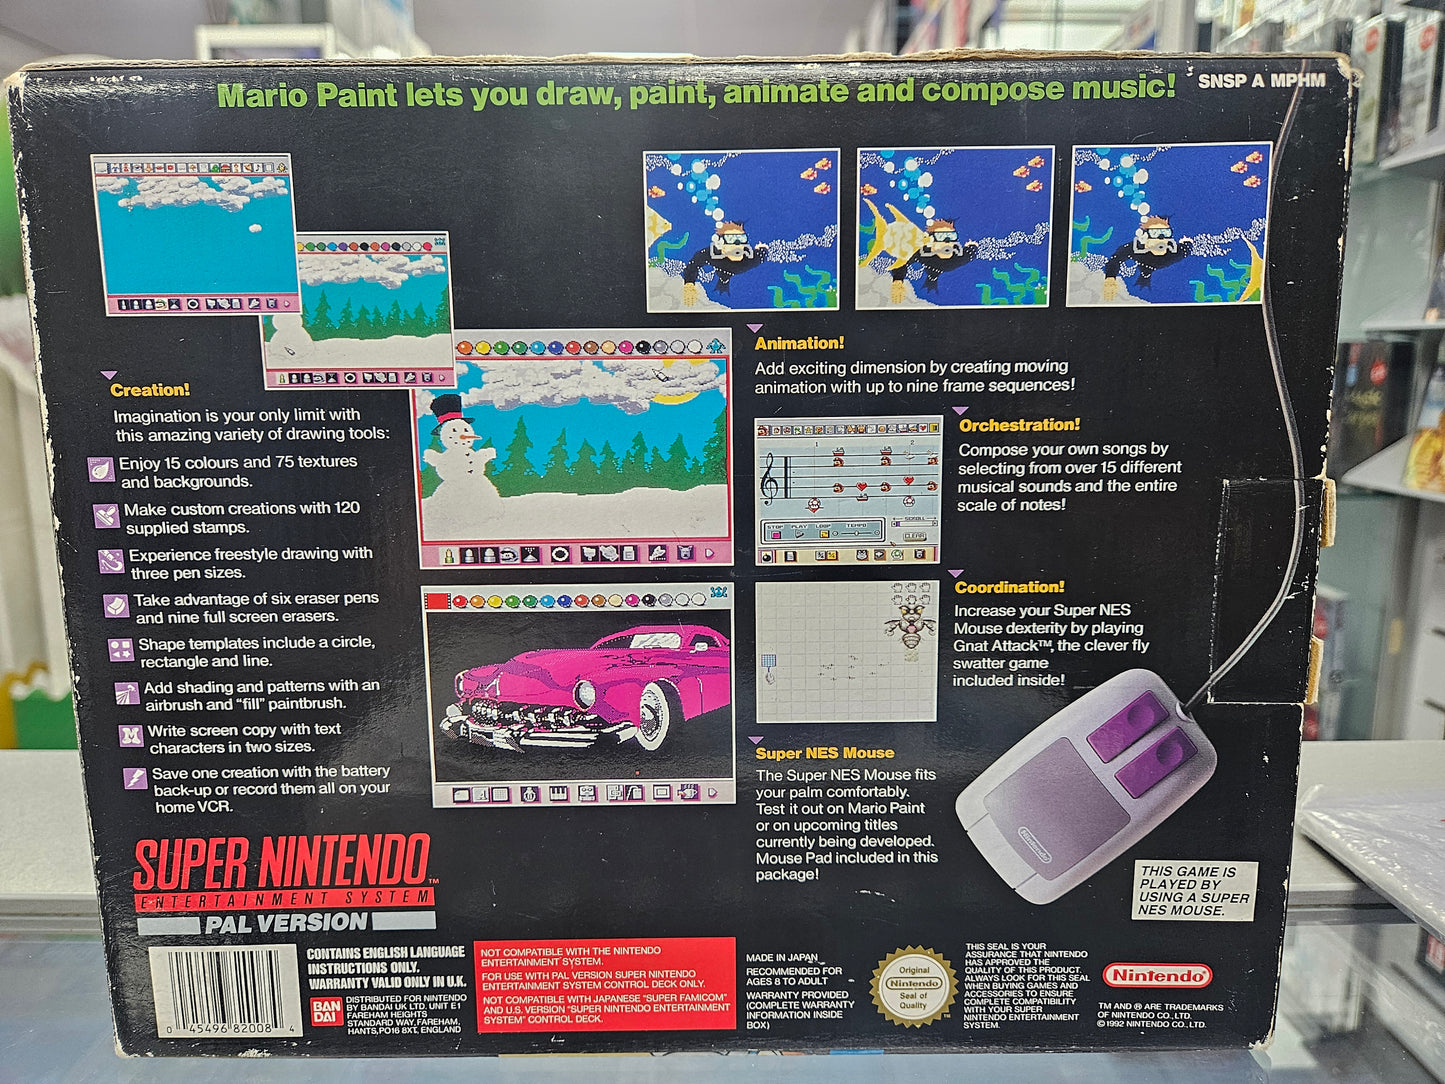 Mario Paint lets you draw, paint, animate and compose music!
SNSP A MPHM
Creation!
Imagination is your only limit with
this amazing variety of drawing tools:
Enjoy 15 colours and 75 textures
and backgrounds.
Make custom creations with 120
supplied stamps.
Experience freestyle drawing with
three pen sizes.
Take advantage of six eraser pens
and nine full screen erasers.
Shape templates include a circle,
rectangle and line.
Add shading and patterns with an
airbrush and "fill" paintbrush.
Write screen copy with text
characters in two sizes.
Save one creation with the battery
back-up or record them all on your
home VCR.
Animation!
Add exciting dimension by creating moving
animation with up to nine frame sequences!
1 2
STOP PLAY LOOP TEMPO
SCROLL
CLEAR
Orchestration!
Compose your own songs by
selecting from over 15 different
musical sounds and the entire
scale of notes!
Coordination!
Increase your Super NES
Mouse dexterity by playing
Gnat Attack™, the clever fly
swatter game
included inside!
Super NES Mouse
The Super NES Mouse fits
your palm comfortably.
Test it out on Mario Paint
or on upcoming titles
currently being developed.
Mouse Pad included in this
package!
Nintendo
THIS GAME IS
PLAYED BY
USING A SUPER
NES MOUSE.
SUPER NINTENDO™
ENTERTAINMENT SYSTEM
PAL VERSION
0 45496 82008 4
CONTAINS ENGLISH LANGUAGE
INSTRUCTIONS ONLY.
WARRANTY VALID ONLY IN U.K.
BAN
DAI
DISTRIBUTED FOR NINTENDO
BY BANDAI UK LTD. UNIT E1
FAREHAM HEIGHTS
STANDARD WAY, FAREHAM,
HANTS, PO16 8XT, ENGLAND
NOT COMPATIBLE WITH THE NINTENDO
ENTERTAINMENT SYSTEM.
FOR USE WITH PAL VERSION SUPER NINTENDO
ENTERTAINMENT SYSTEM CONTROL DECK ONLY.
NOT COMPATIBLE WITH JAPANESE "SUPER FAMICOM"
AND U.S. VERSION "SUPER NINTENDO ENTERTAINMENT
SYSTEM" CONTROL DECK.
MADE IN JAPAN
RECOMMENDED FOR
AGES 8 TO ADULT
WARRANTY PROVIDED
(COMPLETE WARRANTY
INFORMATION INSIDE
BOX)
Original
Nintendo
Seal of
Quality
THIS SEAL IS YOUR
ASSURANCE THAT NINTENDO
HAS APPROVED THE
QUALITY OF THIS PRODUCT.
ALWAYS LOOK FOR THIS SEAL
WHEN BUYING GAMES AND
ACCESSORIES TO ENSURE
COMPLETE COMPATIBILITY
WITH YOUR SUPER
NINTENDO ENTERTAINMENT
SYSTEM.
Nintendo®
TM AND ® ARE TRADEMARKS
OF NINTENDO CO., LTD.
©1992 NINTENDO CO., LTD.